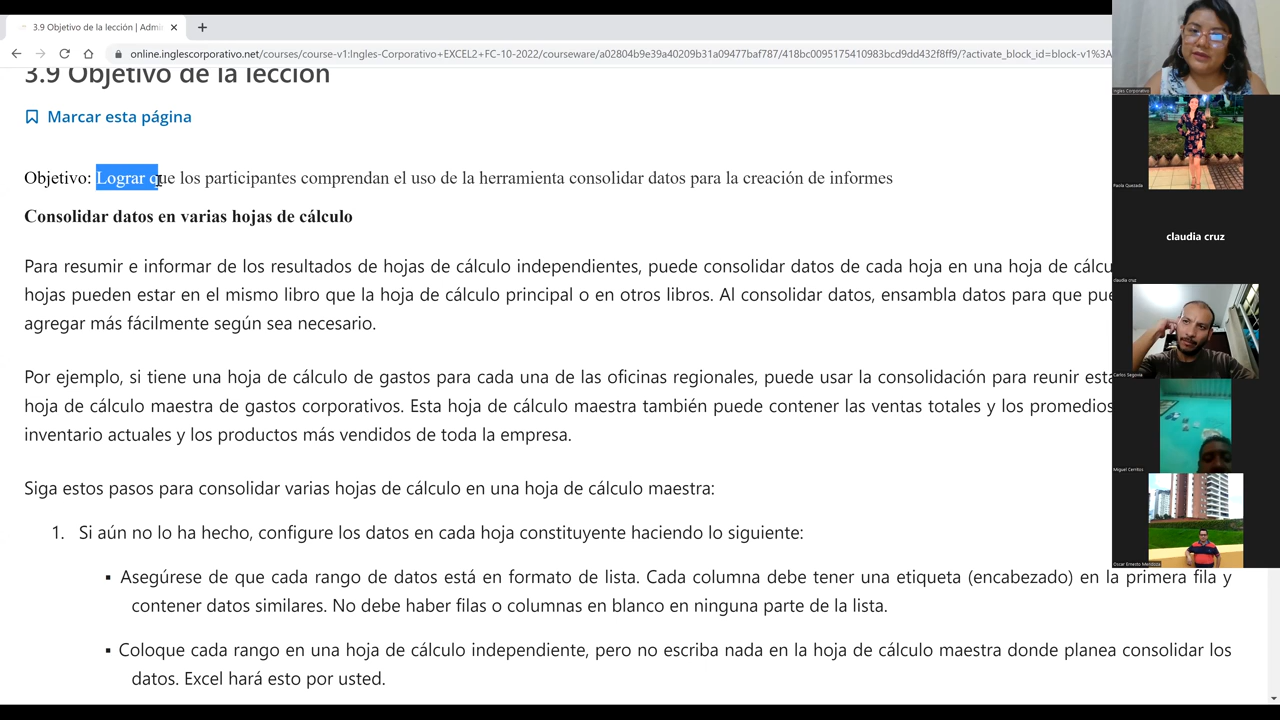 3.9 Objetivo de la lección | Admi
online.inglescorporativo.net/courses/course-v1:Ingles-Corporativo+EXCEL2+FC-10-2022/courseware/a02804b9e39a40209b31a09477baf787/418bc0095175410983bcd9dd432f8ff9/?activate_block_id=block-v1%3A
3.9 Objetivo de la lección
Marcar esta página
Objetivo: Lograr que los participantes comprendan el uso de la herramienta consolidar datos para la creación de informes
Consolidar datos en varias hojas de cálculo
Para resumir e informar de los resultados de hojas de cálculo independientes, puede consolidar datos de cada hoja en una hoja de cálcu
hojas pueden estar en el mismo libro que la hoja de cálculo principal o en otros libros. Al consolidar datos, ensambla datos para que pue
agregar más fácilmente según sea necesario.
Por ejemplo, si tiene una hoja de cálculo de gastos para cada una de las oficinas regionales, puede usar la consolidación para reunir esta
hoja de cálculo maestra de gastos corporativos. Esta hoja de cálculo maestra también puede contener las ventas totales y los promedios
inventario actuales y los productos más vendidos de toda la empresa.
Siga estos pasos para consolidar varias hojas de cálculo en una hoja de cálculo maestra:
1. Si aún no lo ha hecho, configure los datos en cada hoja constituyente haciendo lo siguiente:
▪ Asegúrese de que cada rango de datos está en formato de lista. Cada columna debe tener una etiqueta (encabezado) en la primera fila y
contener datos similares. No debe haber filas o columnas en blanco en ninguna parte de la lista.
▪ Coloque cada rango en una hoja de cálculo independiente, pero no escriba nada en la hoja de cálculo maestra donde planea consolidar los
datos. Excel hará esto por usted.
Ingles Corporativo
Paola Quezada
claudia cruz
claudia cruz
Carlos Segovia
Miguel Cerritos
Oscar Ernesto Mendoza